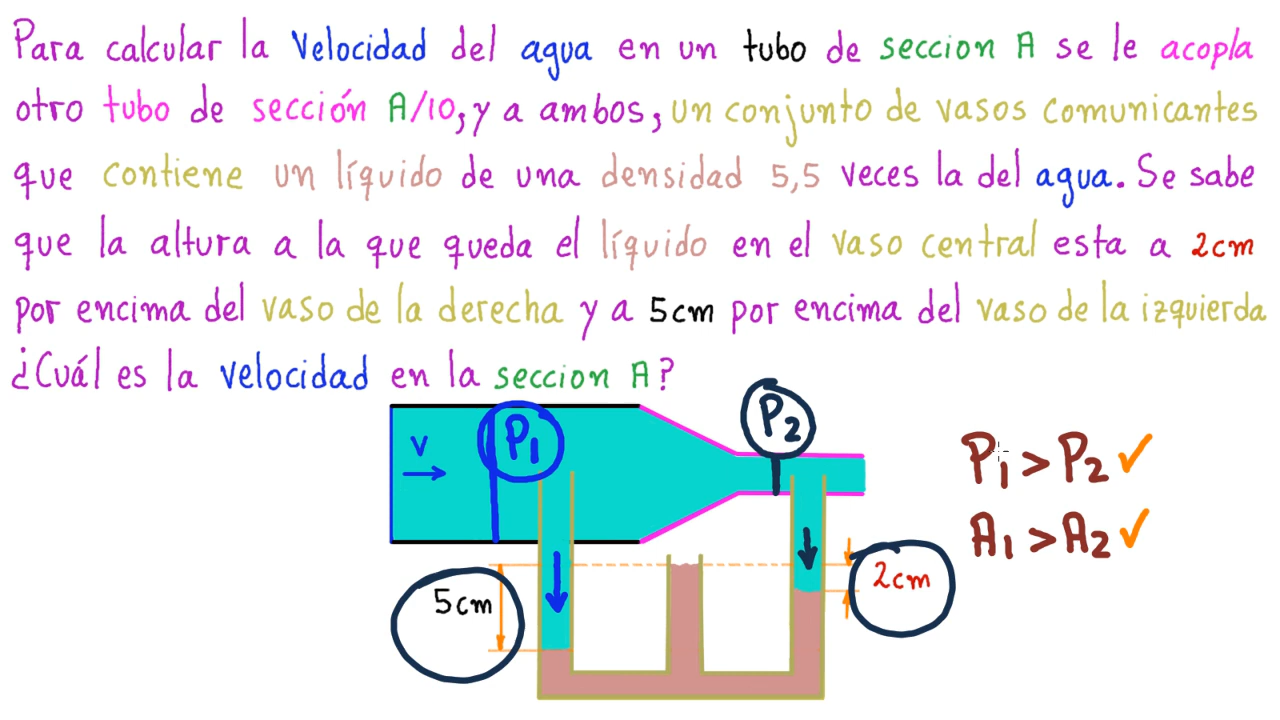 Para calcular la velocidad del agua en un tubo de seccion A se le acopla
otro tubo de sección A/10, y a ambos, un conjunto de vasos comunicantes
que contiene un líquido de una densidad 5,5 veces la del agua. Se sabe
que la altura a la que queda el líquido en el vaso central esta a 2cm
por encima del vaso de la derecha y a 5cm por encima del vaso de la izquierda
¿Cuál es la velocidad en la seccion A?
V
P1
P2
P1 > P2 ✓
A1 > A2 ✓
5cm
2cm